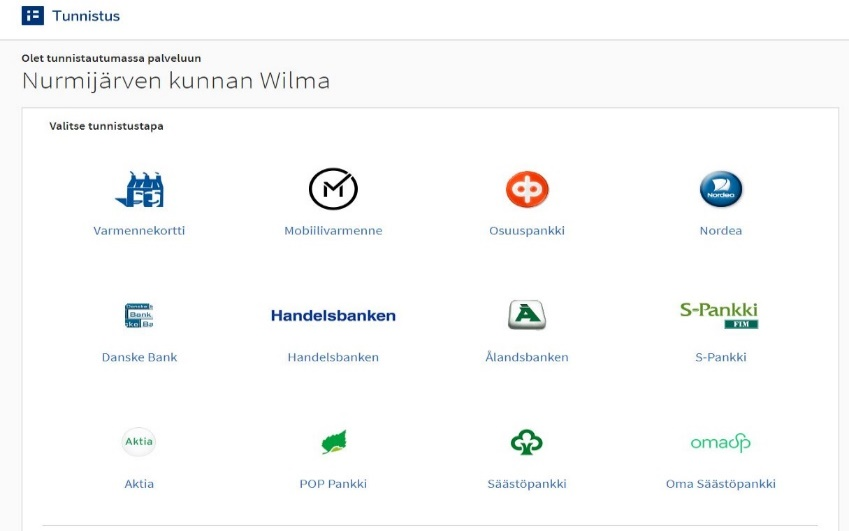 Tunnistus
Olet tunnistautumassa palveluun
Nurmijärven kunnan Wilma
Valitse tunnistustapa
Nordea
Varmennekortti
Mobiilivarmenne
Osuuspankki
Nordea
Danske Bank
Handelsbanken
S-Pankki
FIM
Danske Bank
Handelsbanken
Ålandsbanken
S-Pankki
Aktia
omasp
Aktia
POP Pankki
Säästöpankki
Oma Säästöpankki